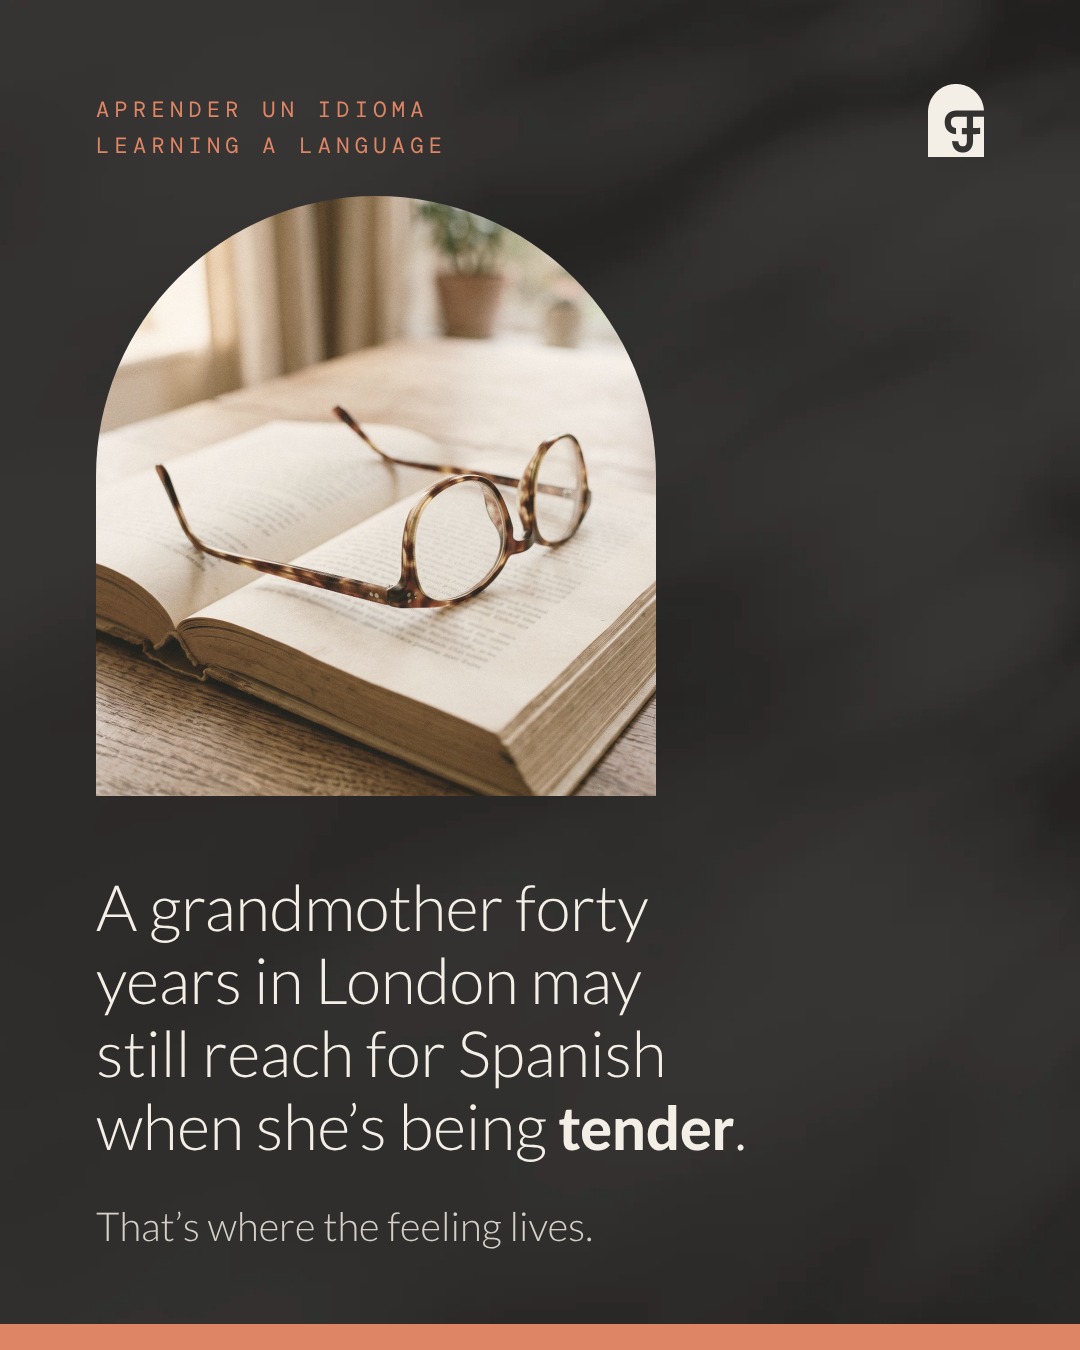 APRENDER UN IDIOMA
LEARNING A LANGUAGE
A grandmother forty
years in London may
still reach for Spanish
when she’s being tender.
That’s where the feeling lives.